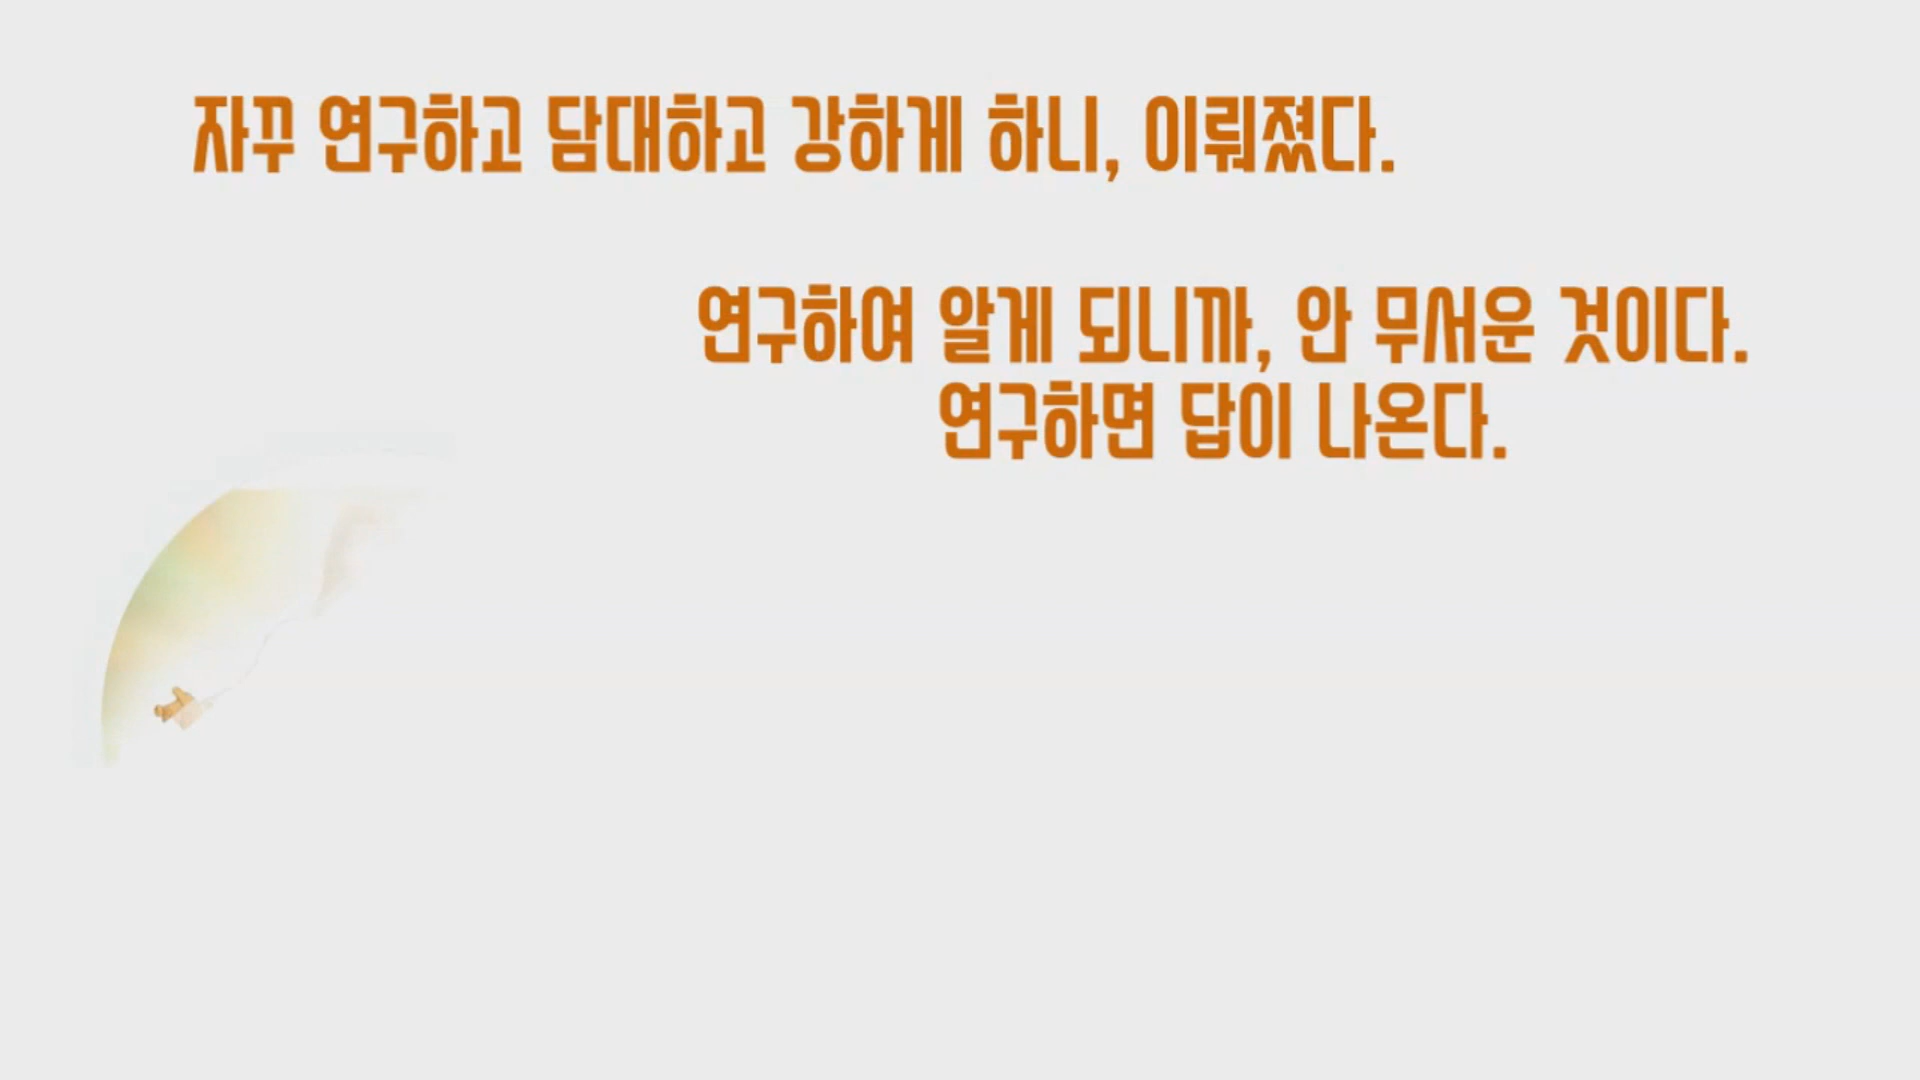 자꾸 연구하고 담대하고 강하게 하니, 이뤄졌다.
연구하여 알게 되니까, 안 무서운 것이다.
연구하면 답이 나온다.